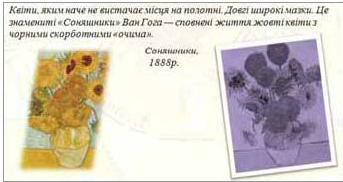 Квіти, яким наче не вистачає місця на полотні. Довгі широкі мазки. Це
знамениті «Соняшники» Ван Гога — сповнені життя жовті квіти з
чорними скорботними «очима».
Соняшники,
1888р.